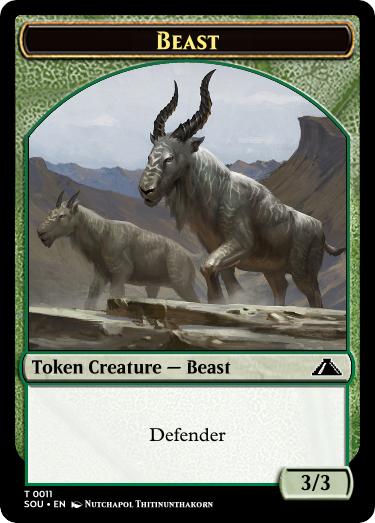 Beast
Token Creature — Beast
Defender
3/3
T 0011
SOU • EN Nutchapol Thitinunthakorn